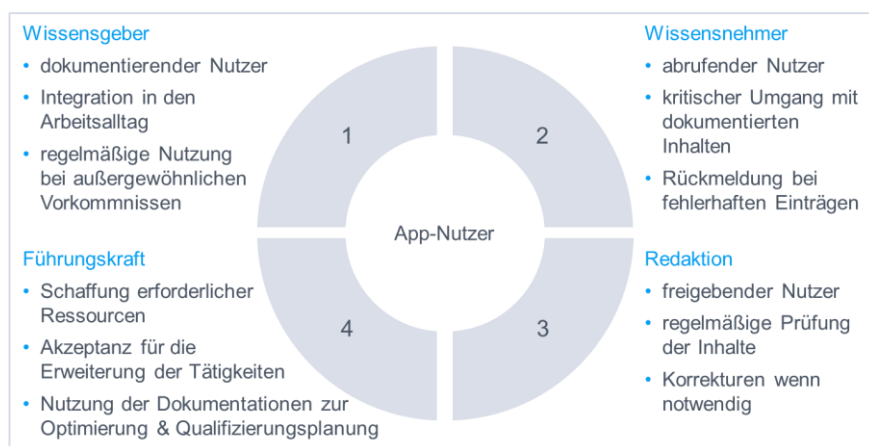 Wissensgeber
• dokumentierender Nutzer
• Integration in den
Arbeitsalltag
• regelmäßige Nutzung
bei außergewöhnlichen
Vorkommnissen
1
Wissensnehmer
• abrufender Nutzer
• kritischer Umgang mit
dokumentierten
Inhalten
• Rückmeldung bei
fehlerhaften Einträgen
2
App-Nutzer
Führungskraft
• Schaffung erforderlicher
Ressourcen
• Akzeptanz für die
Erweiterung der Tätigkeiten
• Nutzung der Dokumentationen zur
Optimierung & Qualifizierungsplanung
4
Redaktion
• freigebender Nutzer
• regelmäßige Prüfung
der Inhalte
• Korrekturen wenn
notwendig
3